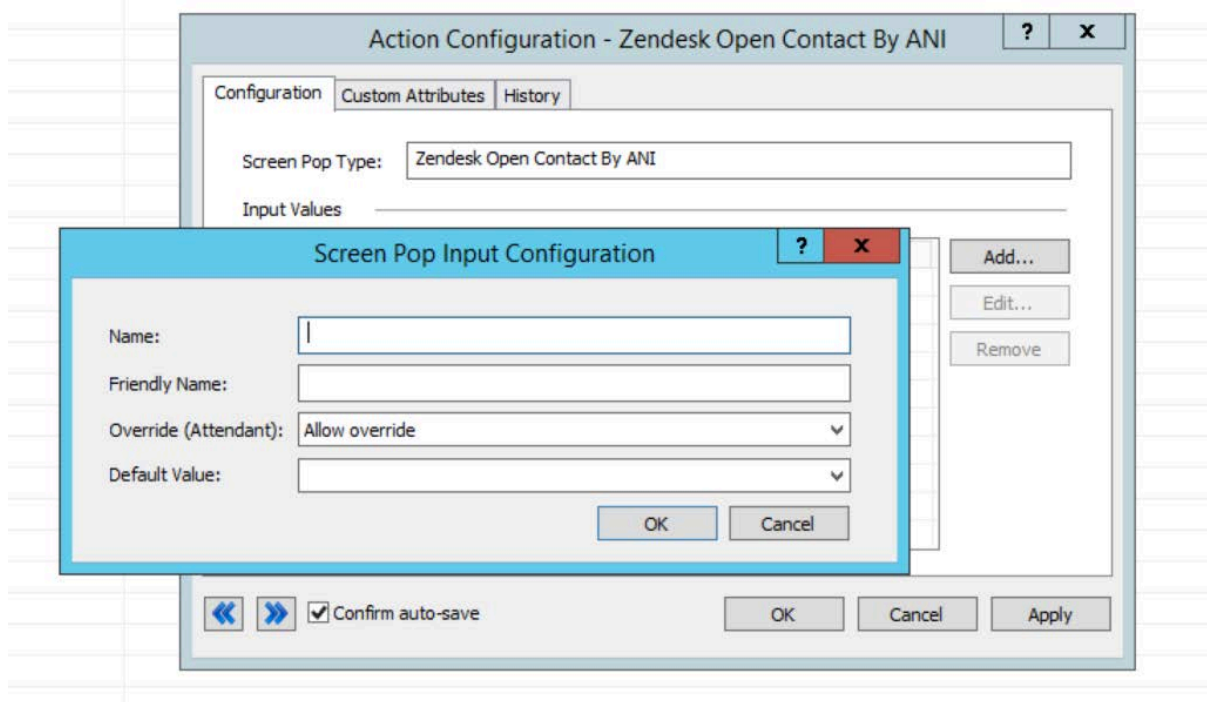 Action Configuration - Zendesk Open Contact By ANI ? x
Configuration Custom Attributes History
Screen Pop Type: Zendesk Open Contact By ANI
Input Values
Screen Pop Input Configuration ? x
Add...
Edit...
Remove
Name:
Friendly Name:
Override (Attendant): Allow override
Default Value:
OK Cancel
Confirm auto-save OK Cancel Apply